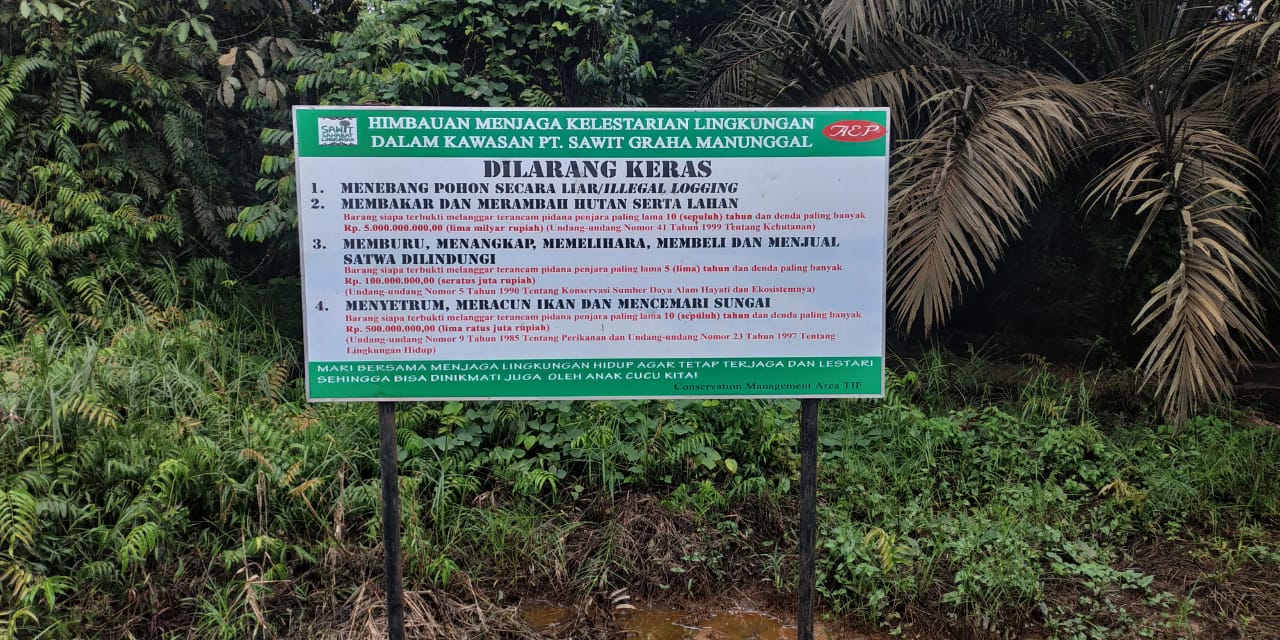 SAWIT
SAHABAT
LINGKUNGAN
HIMBAUAN MENJAGA KELESTARIAN LINGKUNGAN
DALAM KAWASAN PT. SAWIT GRAHA MANUNGGAL
AEP
DILARANG KERAS
1. MENEBANG POHON SECARA LIAR/ILLEGAL LOGGING
2. MEMBAKAR DAN MERAMBAH HUTAN SERTA LAHAN
Barang siapa terbukti melanggar terancam pidana penjara paling lama 10 (sepuluh) tahun dan denda paling banyak
Rp. 5.000.000.000,00 (lima milyar rupiah) (Undang-undang Nomor 41 Tahun 1999 Tentang Kehutanan)
3. MEMBURU, MENANGKAP, MEMELIHARA, MEMBELI DAN MENJUAL
SATWA DILINDUNGI
Barang siapa terbukti melanggar terancam pidana penjara paling lama 5 (lima) tahun dan denda paling banyak
Rp. 100.000.000,00 (seratus juta rupiah)
(Undang-undang Nomor 5 Tahun 1990 Tentang Konservasi Sumber Daya Alam Hayati dan Ekosistemnya)
4. MENYETRUM, MERACUN IKAN DAN MENCEMARI SUNGAI
Barang siapa terbukti melanggar terancam pidana penjara paling lama 10 (sepuluh) tahun dan denda paling banyak
Rp. 500.000.000,00 (lima ratus juta rupiah)
(Undang-undang Nomor 9 Tahun 1985 Tentang Perikanan dan Undang-undang Nomor 23 Tahun 1997 Tentang
Lingkungan Hidup)
MARI BERSAMA MENJAGA LINGKUNGAN HIDUP AGAR TETAP TERJAGA DAN LESTARI
SEHINGGA BISA DINIKMATI JUGA OLEH ANAK CUCU KITA!
Conservation Management Area TIE